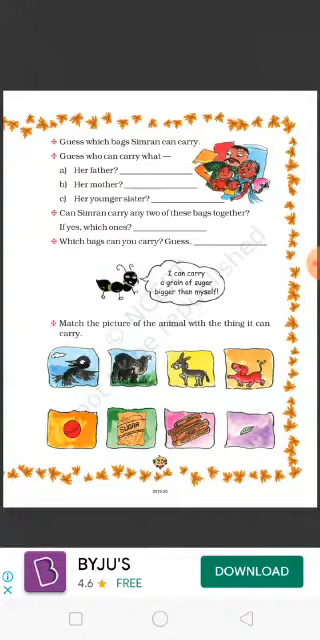 Guess which bags Simran can carry.
Guess who can carry what —
a) Her father?
b) Her mother?
c) Her younger sister?
Can Simran carry any two of these bags together?
If yes, which ones?
Which bags can you carry? Guess.
I can carry
a grain of sugar
bigger than myself!
Match the picture of the animal with the thing it can
carry.
SUGAR
2019-20
BYJU'S
4.6 ★ FREE
DOWNLOAD